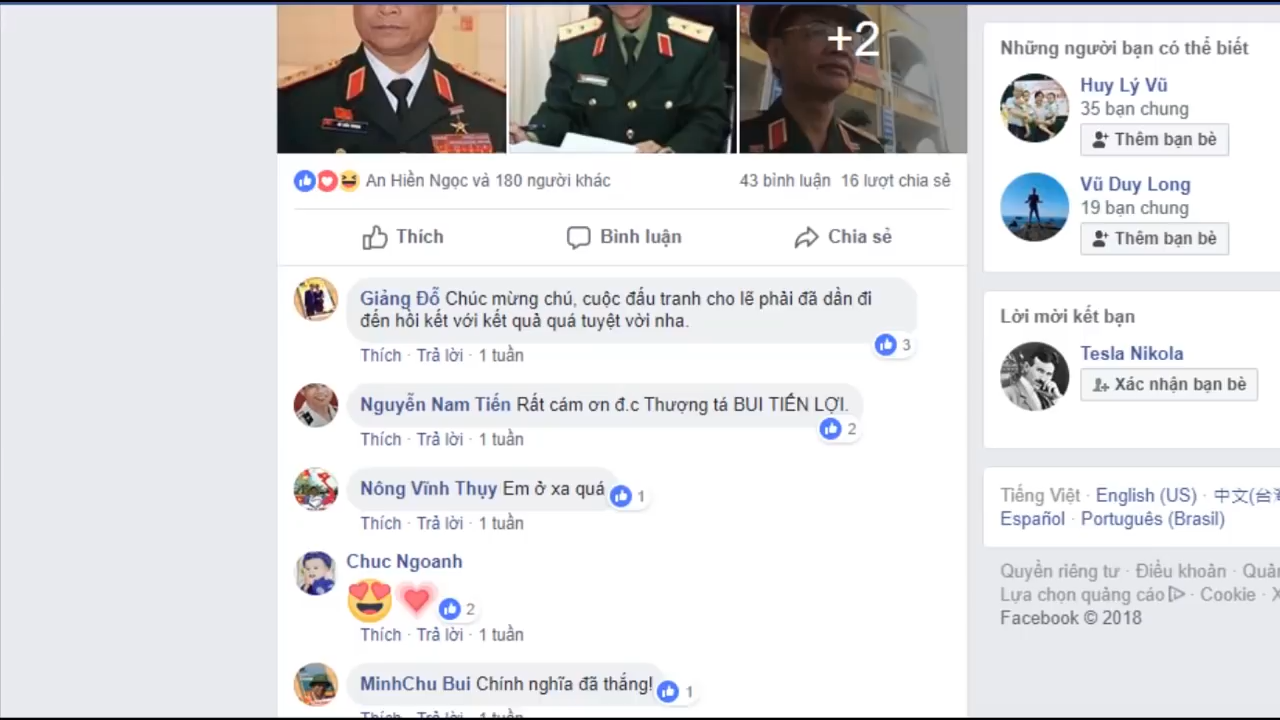 +2
An Hiền Ngọc và 180 người khác
43 bình luận 16 lượt chia sẻ
Thích
Bình luận
Chia sẻ
Giảng Đỗ Chúc mừng chú, cuộc đấu tranh cho lẽ phải đã dần đi
đến hồi kết với kết quả quá tuyệt vời nha.
3
Thích · Trả lời · 1 tuần
Nguyễn Nam Tiến Rất cám ơn đ.c Thượng tá BUI TIẾN LỢI.
2
Thích · Trả lời · 1 tuần
Nông Vĩnh Thụy Em ở xa quá
1
Thích · Trả lời · 1 tuần
Chuc Ngoanh
2
Thích · Trả lời · 1 tuần
MinhChu Bui Chính nghĩa đã thắng!
1
Thích · Trả lời · 1 tuần
Những người bạn có thể biết
Huy Lý Vũ
35 bạn chung
Thêm bạn bè
Vũ Duy Long
19 bạn chung
Thêm bạn bè
Lời mời kết bạn
Tesla Nikola
Xác nhận bạn bè
Tiếng Việt · English (US) · 中文(台
Español · Português (Brasil)
Quyền riêng tư · Điều khoản · Quả
Lựa chọn quảng cáo · Cookie · X
Facebook © 2018